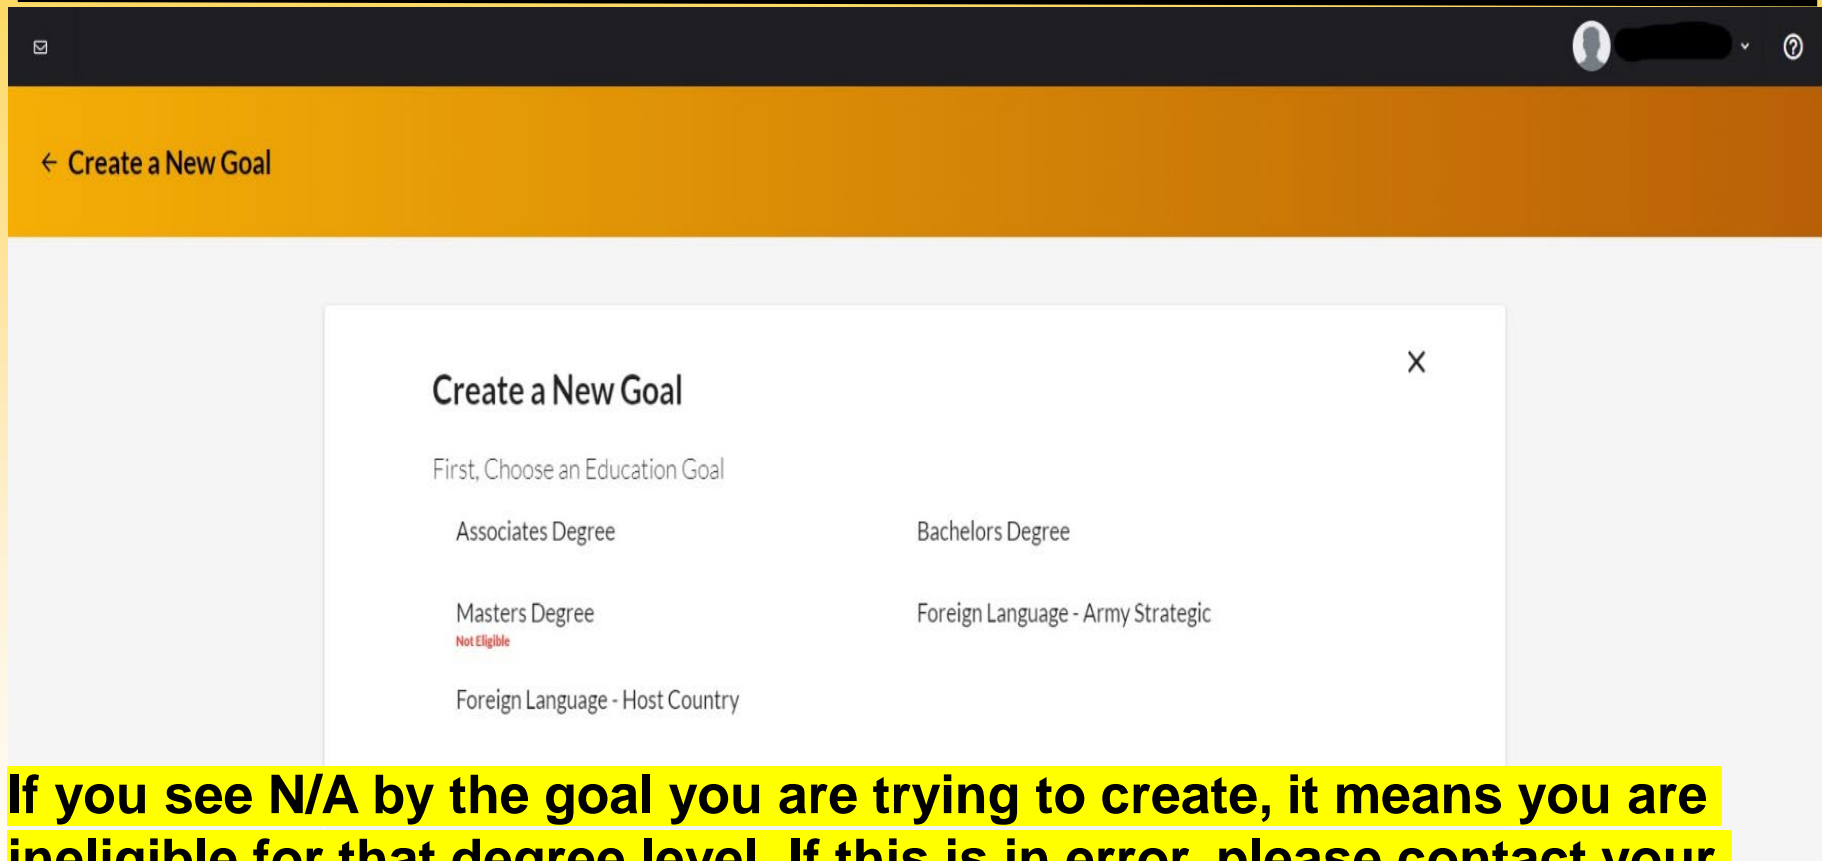 Create a New Goal
Create a New Goal
First, Choose an Education Goal
Associates Degree
Bachelors Degree
Masters Degree
Not Eligible
Foreign Language - Army Strategic
Foreign Language - Host Country
If you see N/A by the goal you are trying to create, it means you are
ineligible for that degree level. If this is in error, please contact your